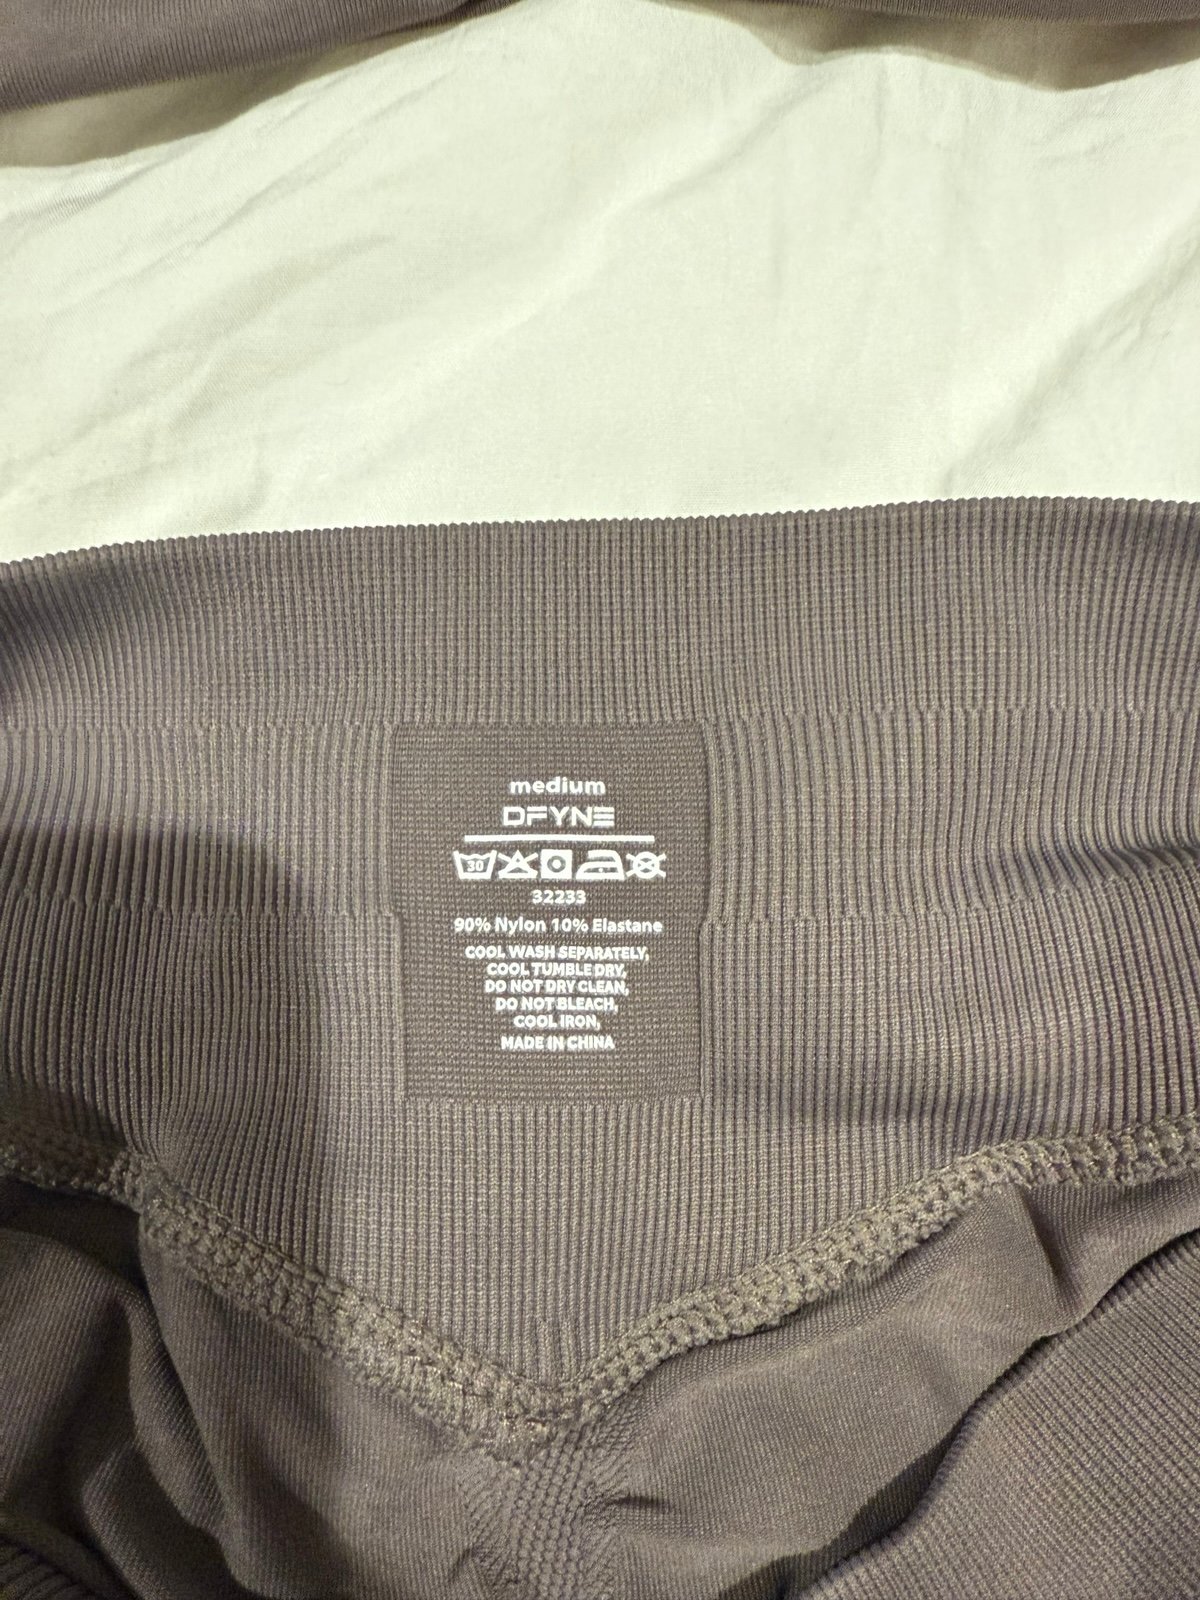 medium
DFYNE
30
32233
90% Nylon 10% Elastane
COOL WASH SEPARATELY,
COOL TUMBLE DRY,
DO NOT DRY CLEAN,
DO NOT BLEACH,
COOL IRON,
MADE IN CHINA